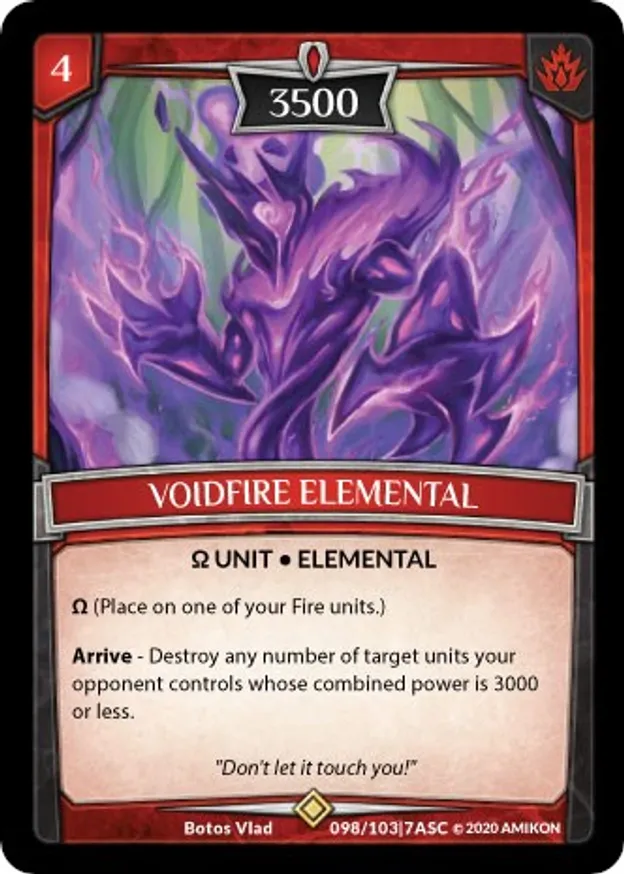 4
3500
VOIDFIRE ELEMENTAL
Ω UNIT • ELEMENTAL
Ω (Place on one of your Fire units.)
Arrive - Destroy any number of target units your
opponent controls whose combined power is 3000
or less.
"Don't let it touch you!"
Botos Vlad 098/103|7ASC © 2020 AMIKON